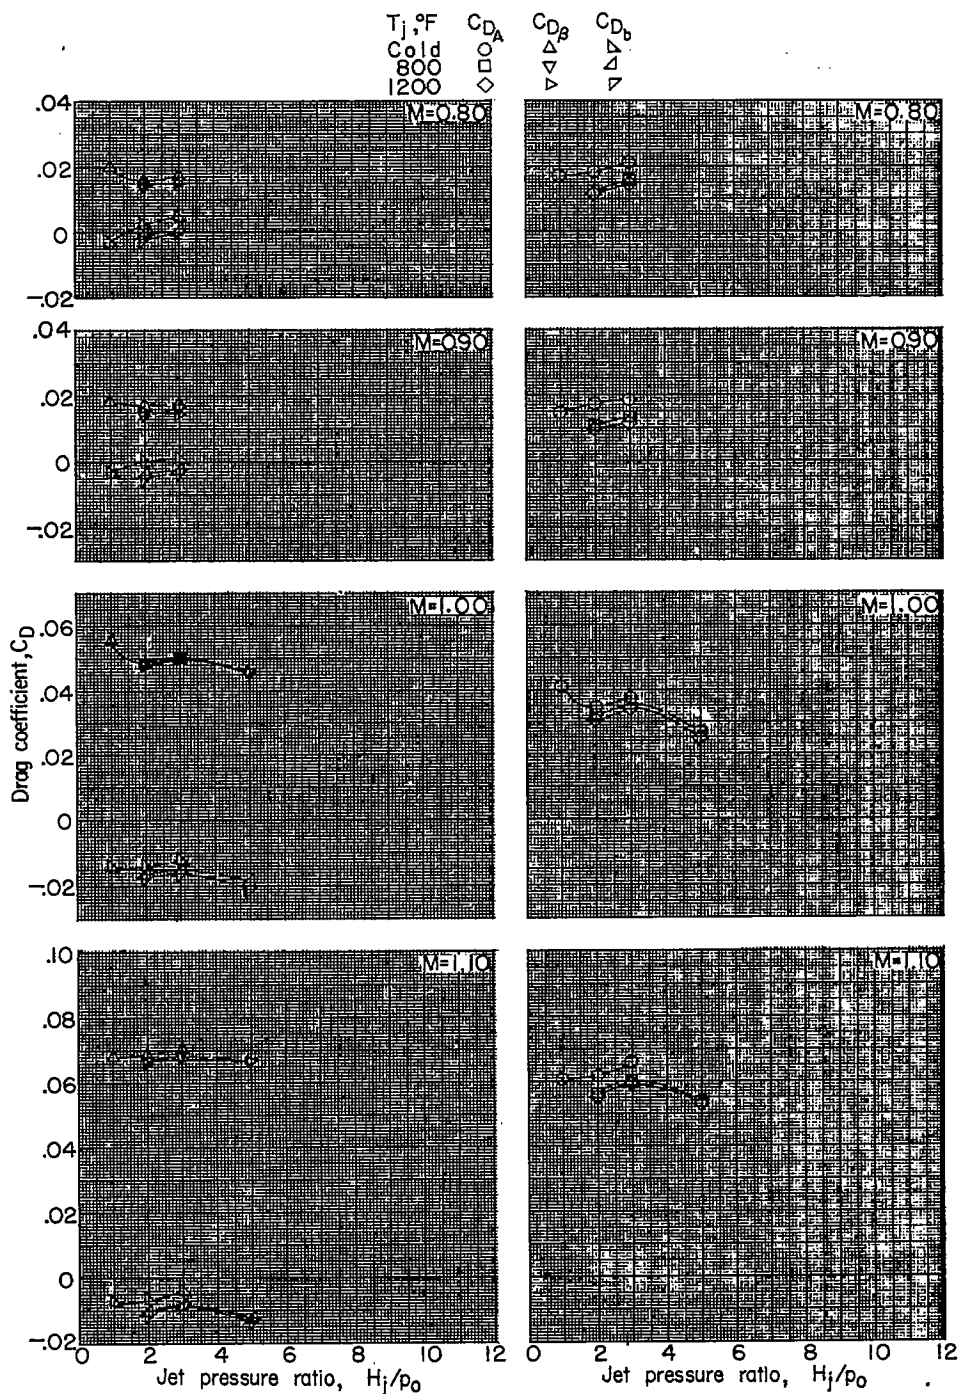 Tj,°F CDA CDβ CDb
Cold
800
1200
.04
.02
0
-.02
M=0.80
M=0.80
.04
.02
0
-.02
M=0.90
M=0.90
Drag coefficient, CD
.06
.04
.02
0
-.02
M=1.00
M=1.00
.10
.08
.06
.04
.02
0
-.02
M=1.10
M=1.10
0 2 4 6 8 10 12
0 2 4 6 8 10 12
Jet pressure ratio, Hj/po
Jet pressure ratio, Hj/po